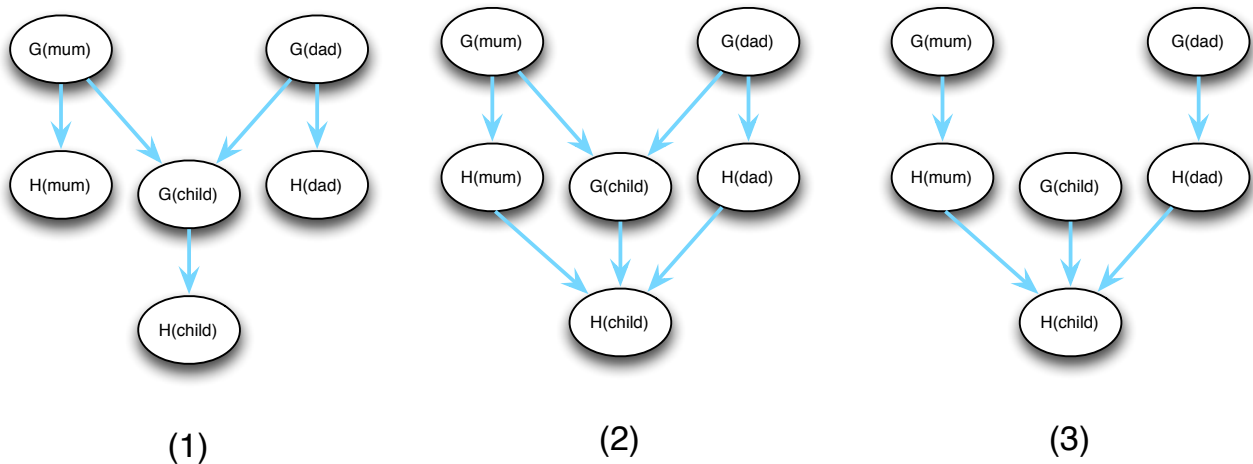 G(mum) G(dad) G(mum) G(dad) G(mum) G(dad)
H(mum) G(child) H(dad) H(mum) G(child) H(dad) H(mum) G(child) H(dad)
H(child) H(child) H(child)
(1) (2) (3)